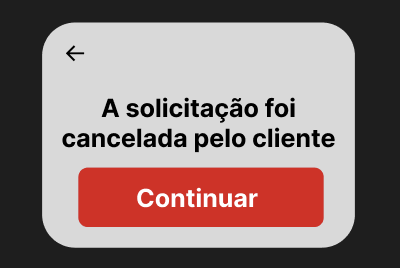 A solicitação foi
cancelada pelo cliente
Continuar